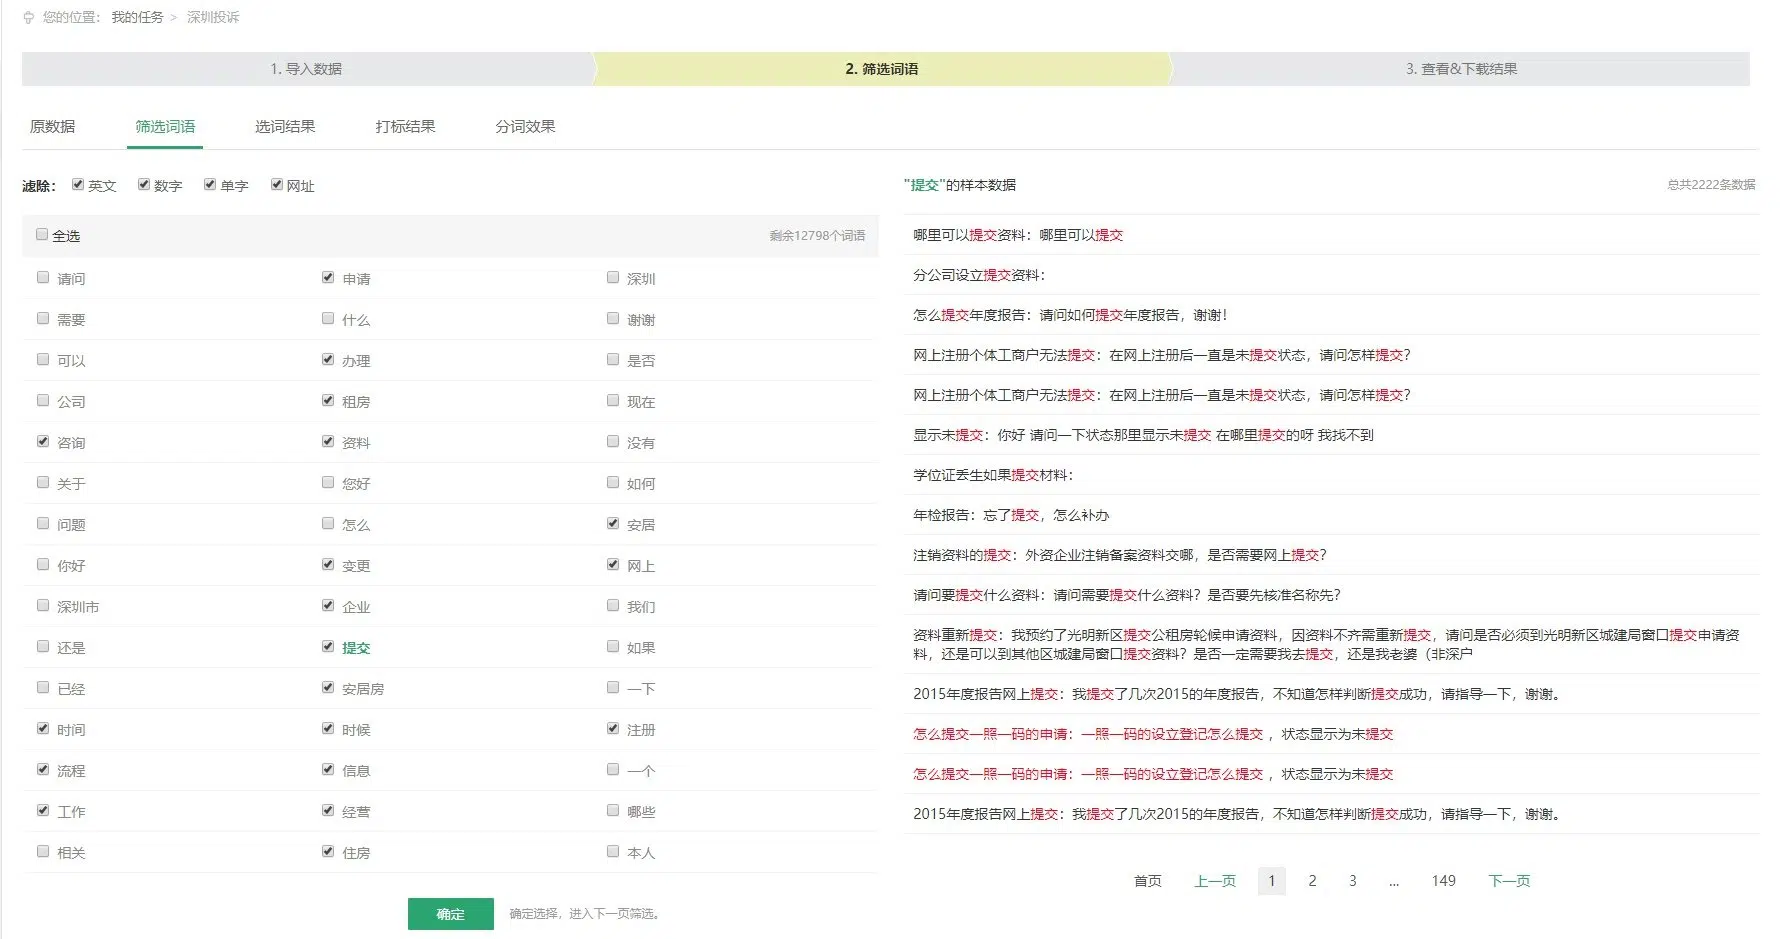 您的位置： 我的任务 > 深圳投诉
1. 导入数据
2. 筛选词语
3. 查看&下载结果
原数据 筛选词语 选词结果 打标结果 分词效果
滤除： 英文 数字 单字 网址
全选 剩余12798个词语
请问 申请 深圳
需要 什么 谢谢
可以 办理 是否
公司 租房 现在
咨询 资料 没有
关于 您好 如何
问题 怎么 安居
你好 变更 网上
深圳市 企业 我们
还是 提交 如果
已经 安居房 一下
时间 时候 注册
流程 信息 一个
工作 经营 哪些
相关 住房 本人
确定 确定选择，进入下一页筛选。
"提交"的样本数据 总共2222条数据
哪里可以提交资料：哪里可以提交
分公司设立提交资料：
怎么提交年度报告：请问如何提交年度报告，谢谢！
网上注册个体工商户无法提交：在网上注册后一直是未提交状态，请问怎样提交？
网上注册个体工商户无法提交：在网上注册后一直是未提交状态，请问怎样提交？
显示未提交：你好 请问一下状态那里显示未提交 在哪里提交的呀 我找不到
学位证丢生如果提交材料：
年检报告：忘了提交，怎么补办
注销资料的提交：外资企业注销备案资料交哪，是否需要网上提交？
请问要提交什么资料：请问需要提交什么资料？是否要先核准名称先？
资料重新提交：我预约了光明新区提交公租房轮候申请资料，因资料不齐需重新提交，请问是否必须到光明新区城建局窗口提交申请资
料，还是可以到其他区城建局窗口提交资料？是否一定需要我去提交，还是我老婆（非深户
2015年度报告网上提交：我提交了几次2015的年度报告，不知道怎样判断提交成功，请指导一下，谢谢。
怎么提交一照一码的申请：一照一码的设立登记怎么提交 ，状态显示为未提交
怎么提交一照一码的申请：一照一码的设立登记怎么提交 ，状态显示为未提交
2015年度报告网上提交：我提交了几次2015的年度报告，不知道怎样判断提交成功，请指导一下，谢谢。
首页 上一页 1 2 3 ... 149 下一页